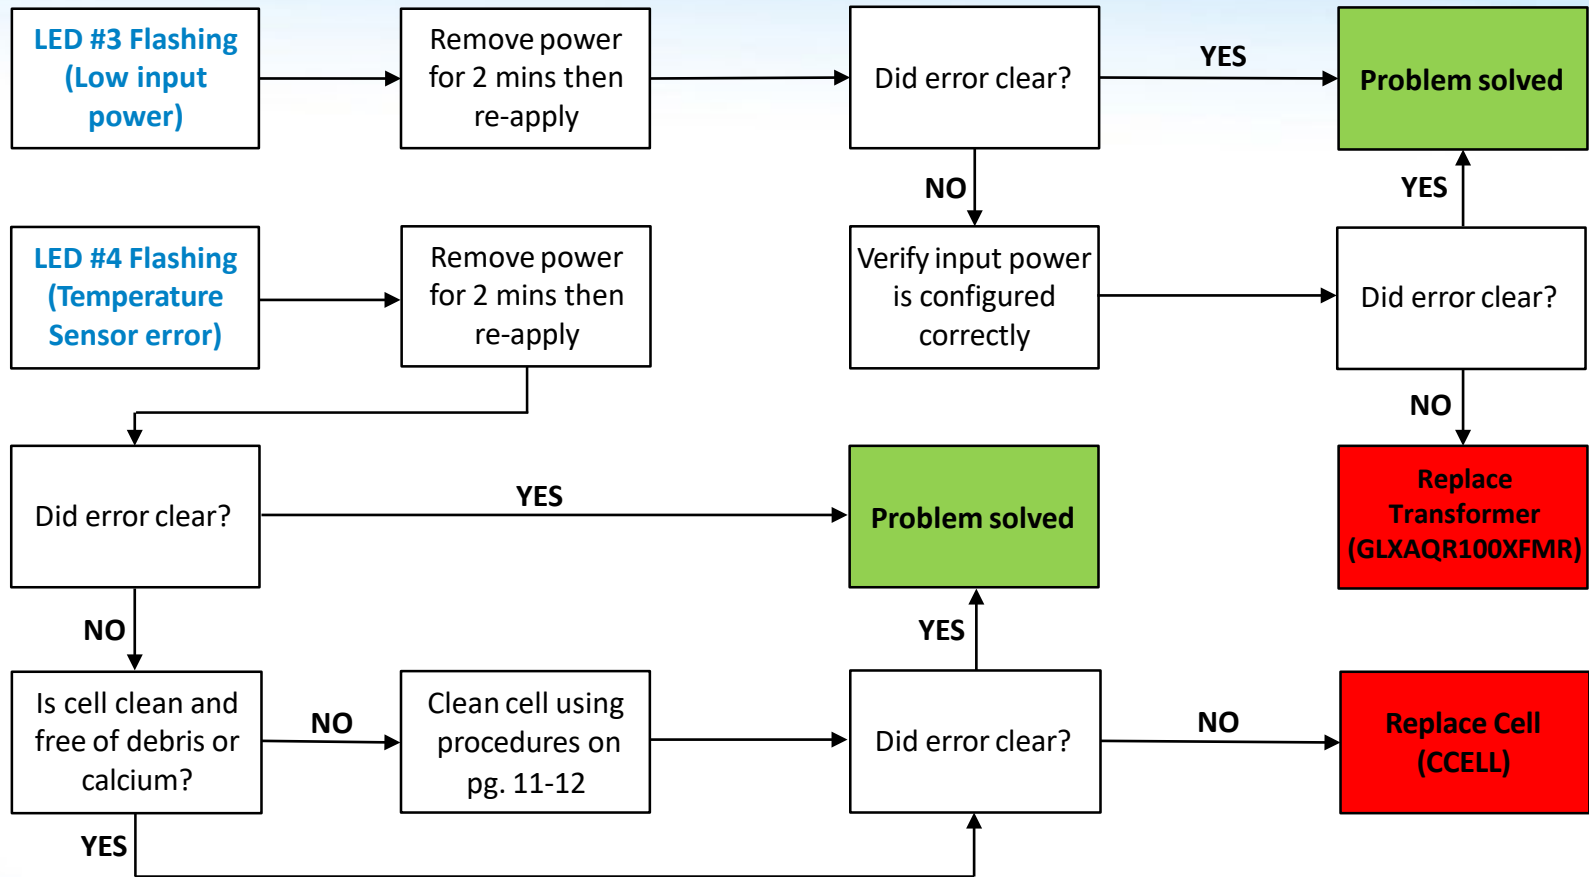 LED #3 Flashing
(Low input
power)
Remove power
for 2 mins then
re-apply
Did error clear?
YES
Problem solved
NO
YES
LED #4 Flashing
(Temperature
Sensor error)
Remove power
for 2 mins then
re-apply
Verify input power
is configured
correctly
Did error clear?
NO
Did error clear?
YES
Problem solved
Replace
Transformer
(GLXAQR100XFMR)
NO
YES
Is cell clean and
free of debris or
calcium?
NO
Clean cell using
procedures on
pg. 11-12
Did error clear?
NO
Replace Cell
(CCELL)
YES